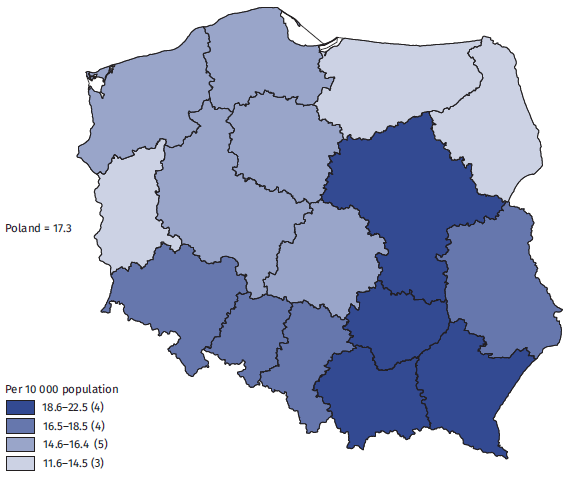 Poland = 17.3
Per 10 000 population
18.6–22.5 (4)
16.5–18.5 (4)
14.6–16.4 (5)
11.6–14.5 (3)